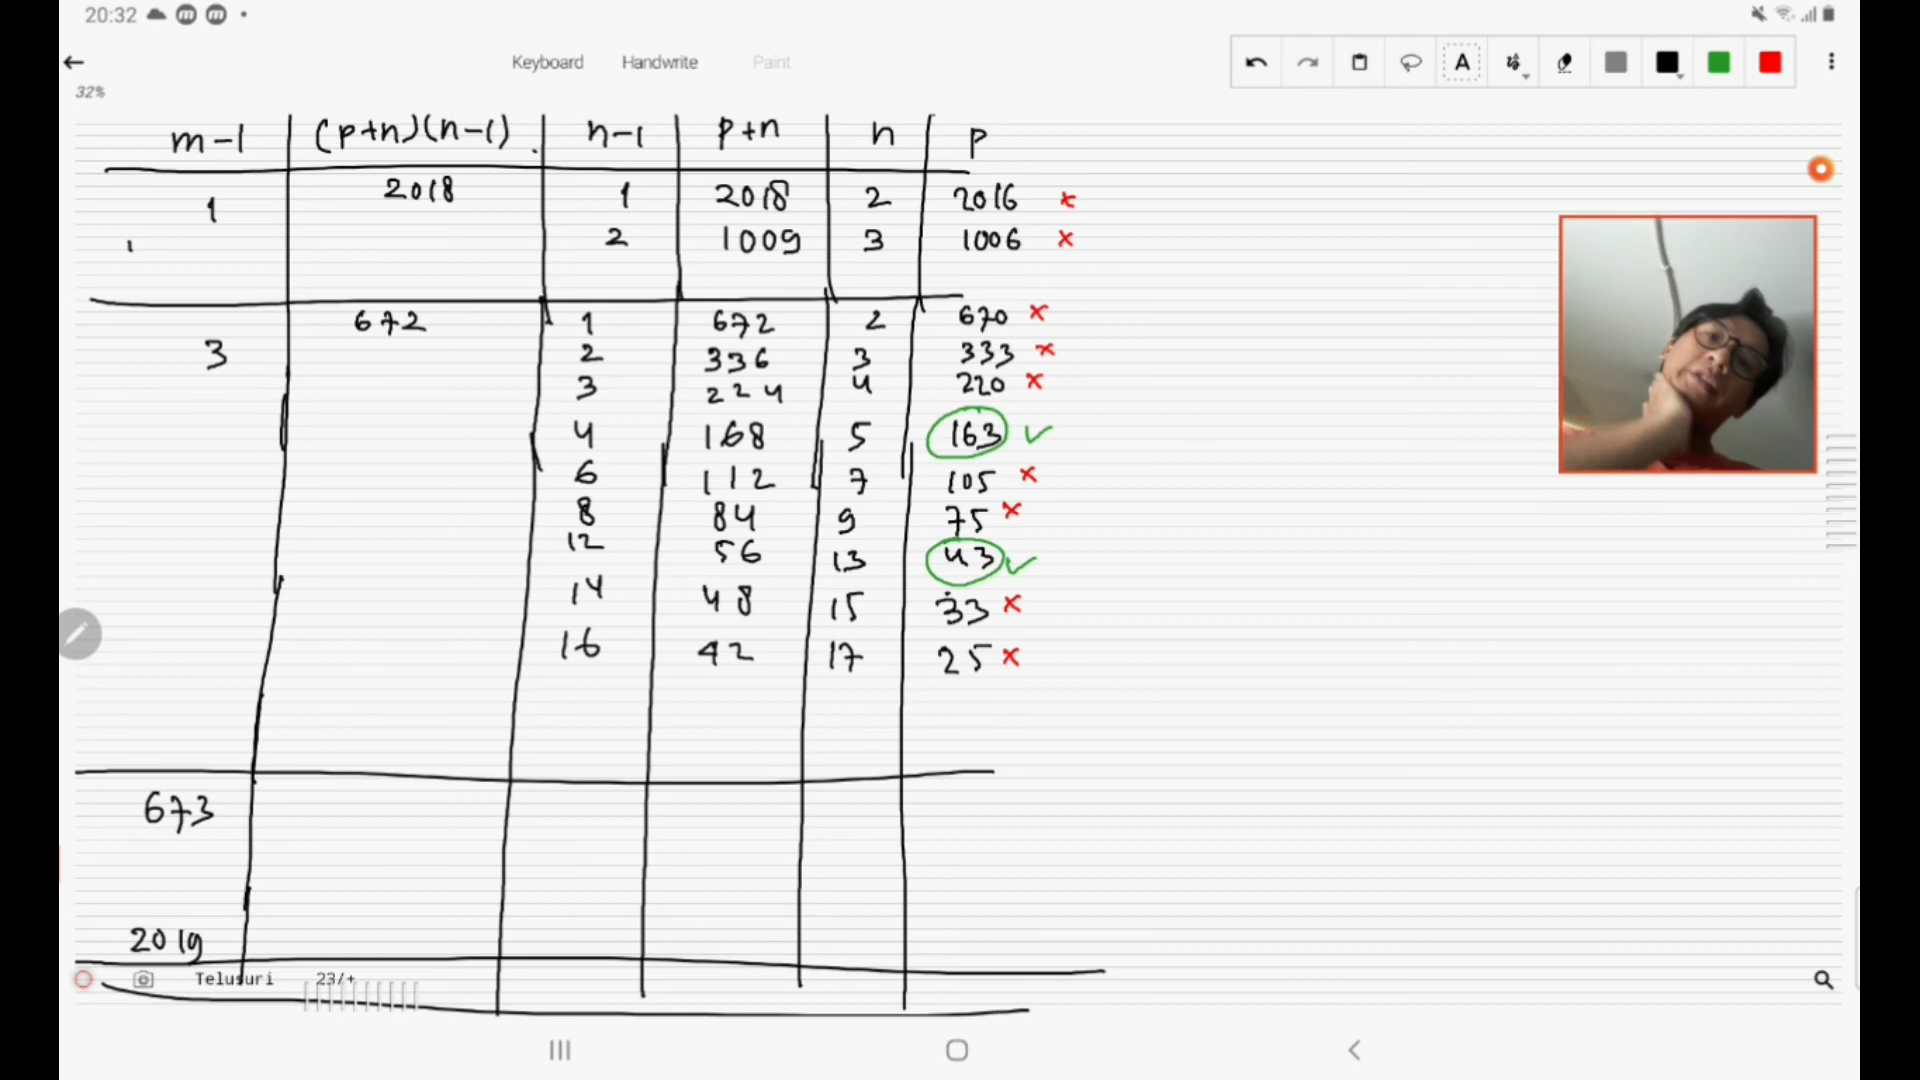 20:32
Keyboard Handwrite Paint
A
32%
m-1 (p+n)(n-1) n-1 p+n n p
1 2018 1 2018 2 2016 ×
2 1009 3 1006 ×
3 672 1 672 2 670 ×
2 336 3 333 ×
3 224 4 220 ×
4 168 5 163 ✓
6 112 7 105 ×
8 84 9 75 ×
12 56 13 43 ✓
14 48 15 33 ×
16 42 17 25 ×
673
2019
Telusuri 23/+